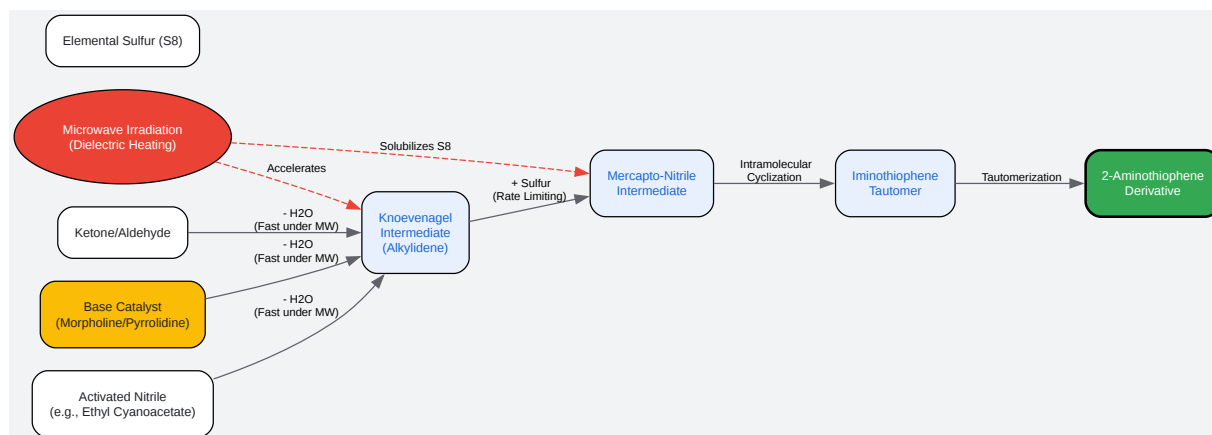 Elemental Sulfur (S8)
Microwave Irradiation
(Dielectric Heating)
Solubilizes S8
Accelerates
Ketone/Aldehyde
- H2O
(Fast under MW)
- H2O
(Fast under MW)
Base Catalyst
(Morpholine/Pyrrolidine)
- H2O
(Fast under MW)
Activated Nitrile
(e.g., Ethyl Cyanoacetate)
Knoevenagel
Intermediate
(Alkylidene)
+ Sulfur
(Rate Limiting)
Mercapto-Nitrile
Intermediate
Intramolecular
Cyclization
Iminothiophene
Tautomer
Tautomerization
2-Aminothiophene
Derivative